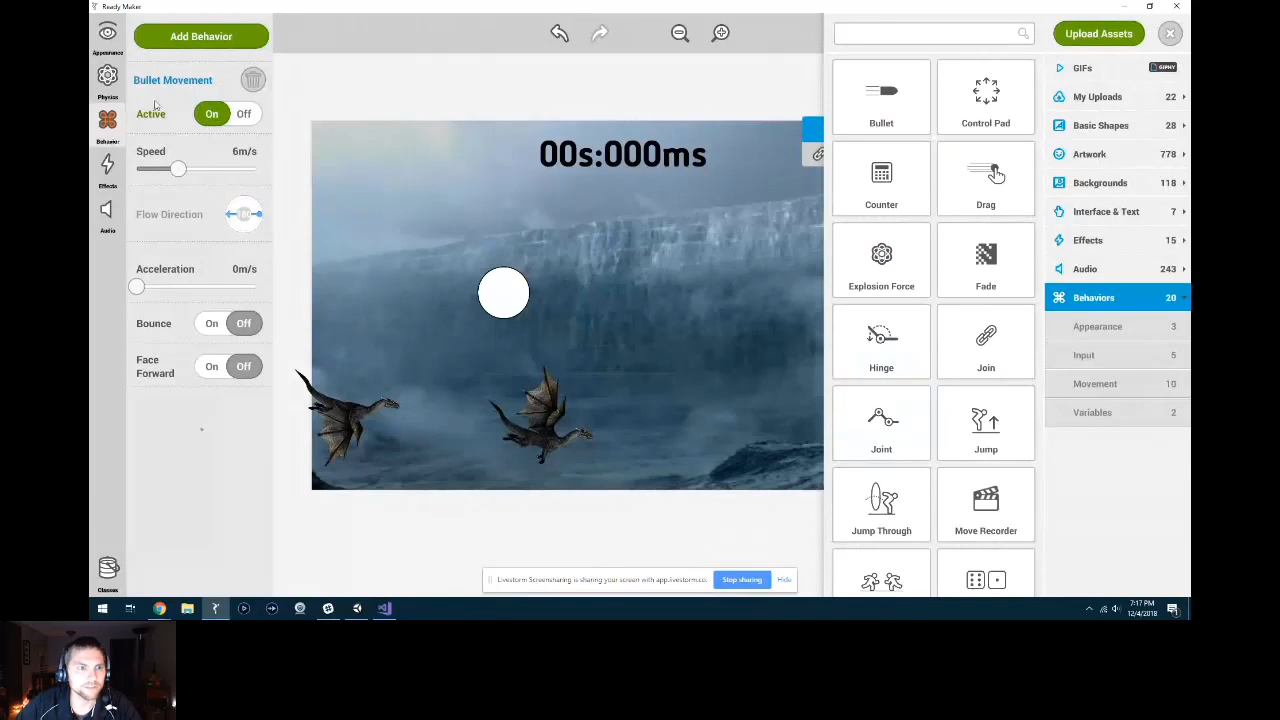 Ready Maker
Appearance
Physics
Behavior
Effects
Audio
Classes
Add Behavior
Bullet Movement
Active On Off
Speed 6m/s
Flow Direction
Acceleration 0m/s
Bounce On Off
Face Forward On Off
00s:000ms
Bullet Control Pad
Counter Drag
Explosion Force Fade
Hinge Join
Joint Jump
Jump Through Move Recorder
Upload Assets
GIFs GIPHY
My Uploads 22
Basic Shapes 28
Artwork 778
Backgrounds 118
Interface & Text 7
Effects 15
Audio 243
Behaviors 20
Appearance 3
Input 5
Movement 10
Variables 2
Livestorm Screensharing is sharing your screen with app.livestorm.co. Stop sharing Hide
7:17 PM
12/4/2018